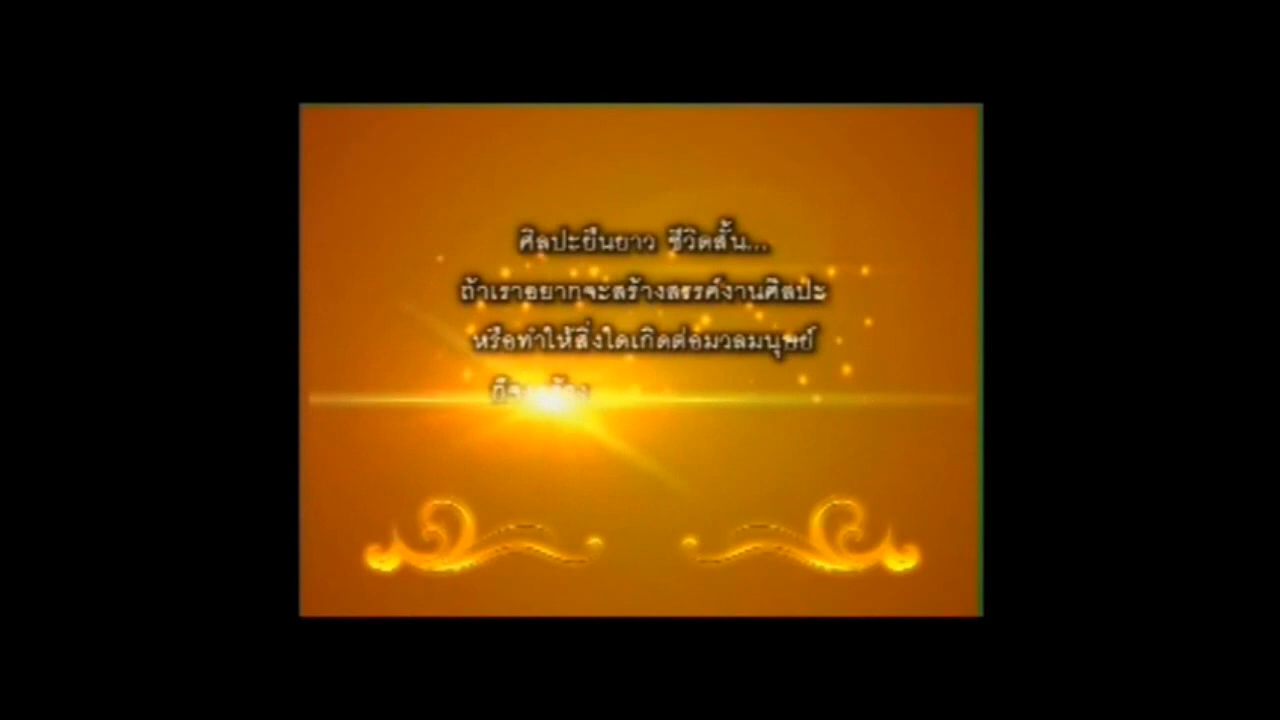 ศิลปะยืนยาว ชีวิตสั้น...
ถ้าเราอยากจะสร้างสรรค์งานศิลปะ
หรือทำให้สิ่งใดเกิดต่อมวลมนุษย์